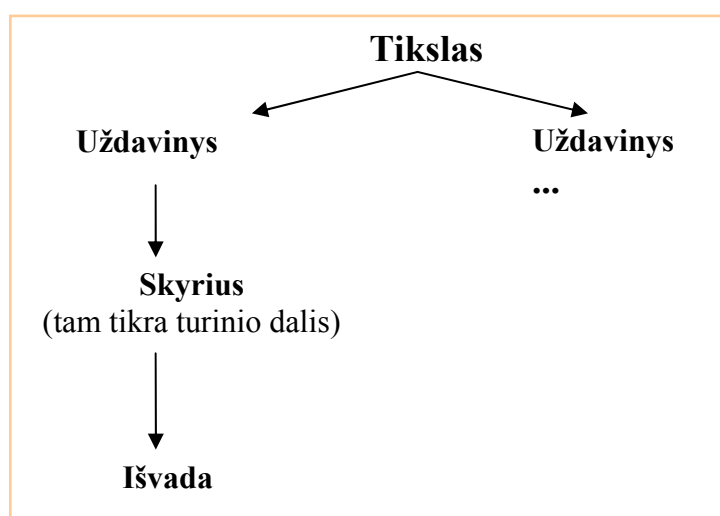 Tikslas
Uždavinys
Uždavinys
...
Skyrius
(tam tikra turinio dalis)
Išvada